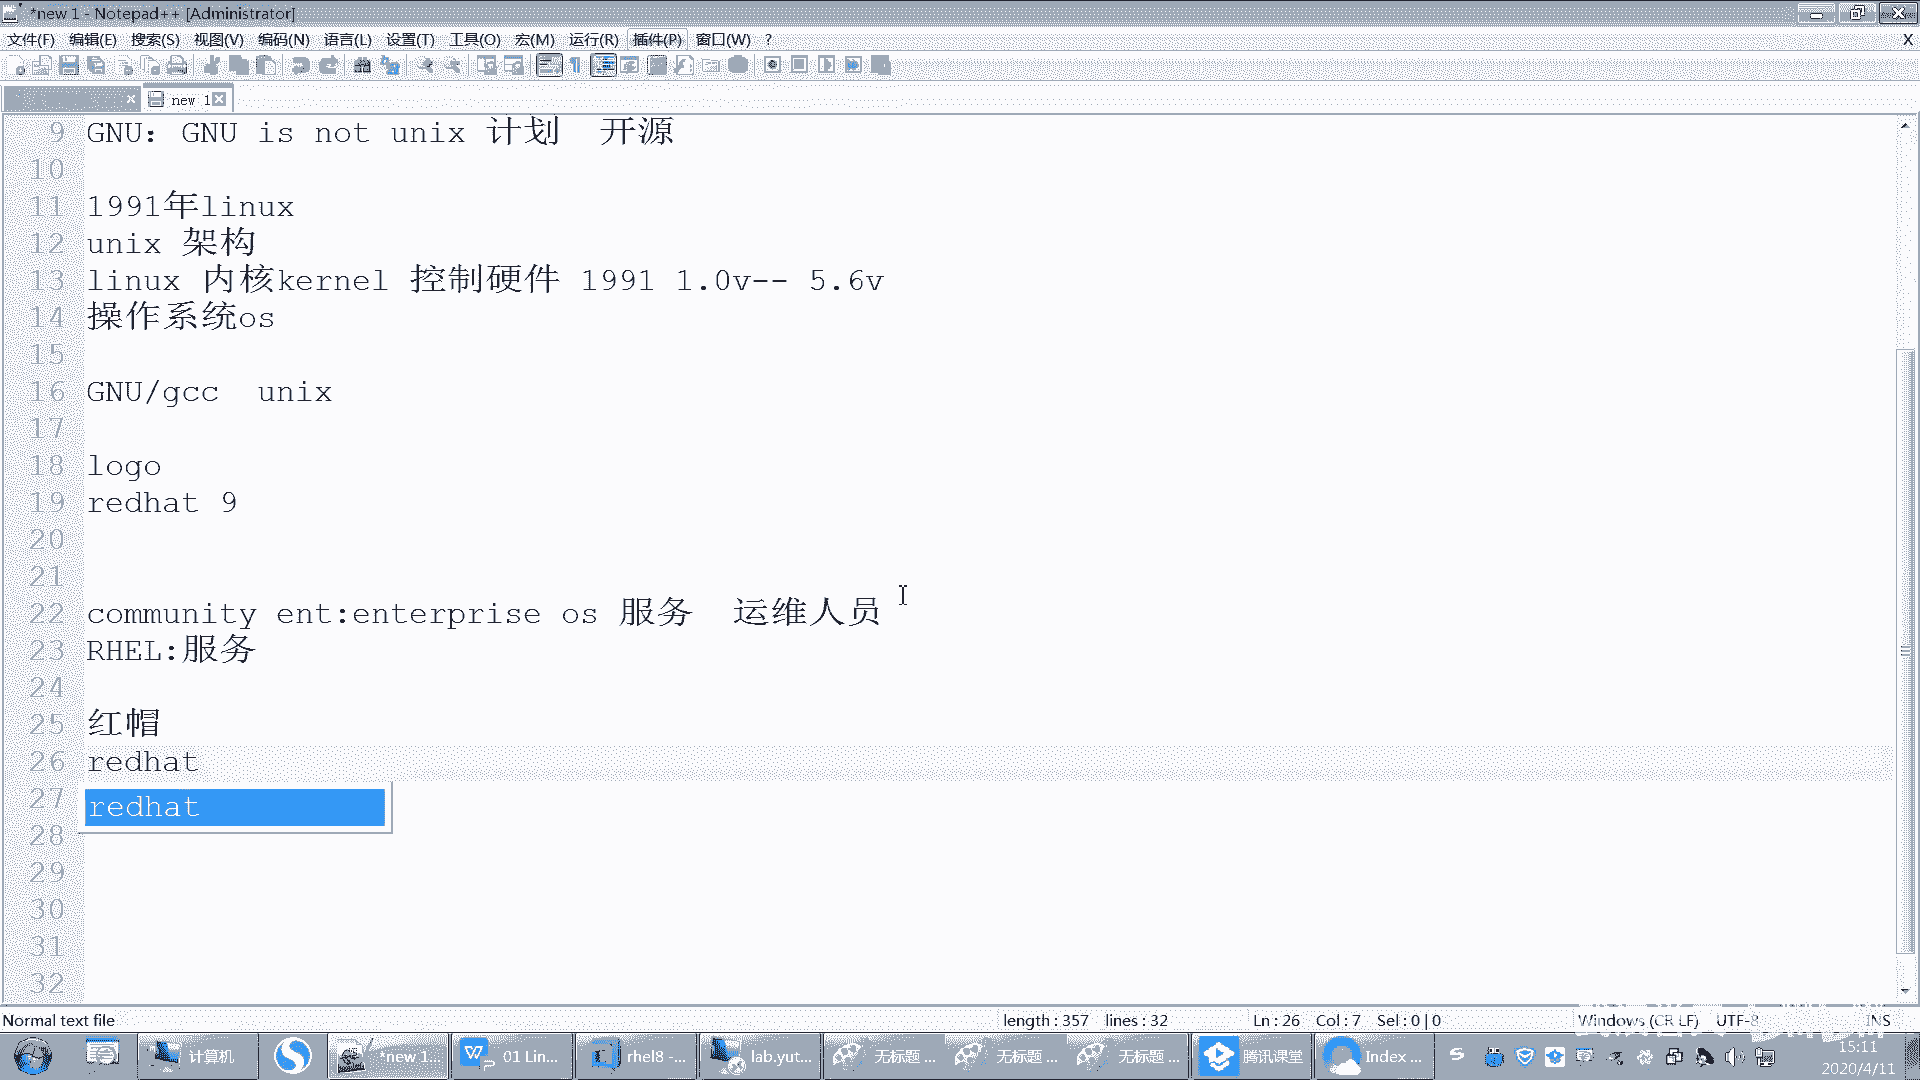 *new 1 - Notepad++ [Administrator]
文件(F) 编辑(E) 搜索(S) 视图(V) 编码(N) 语言(L) 设置(T) 工具(O) 宏(M) 运行(R) 插件(P) 窗口(W) ? X
new 1
9 GNU: GNU is not unix 计划 开源
10
11 1991年linux
12 unix 架构
13 linux 内核kernel 控制硬件 1991 1.0v-- 5.6v
14 操作系统os
15
16 GNU/gcc unix
17
18 logo
19 redhat 9
20
21
22 community ent:enterprise os 服务 运维人员
23 RHEL:服务
24
25 红帽
26 redhat
27 redhat
28
29
30
31
32
Normal text file length : 357 lines : 32 Ln : 26 Col : 7 Sel : 0 | 0 Windows (CR LF) UTF-8 INS
计算机 *new 1... 01 Lin... rhel8 -... lab.yut... 无标题 ... 无标题 ... 无标题 ... 腾讯课堂 Index ... 15:11
2020/4/11